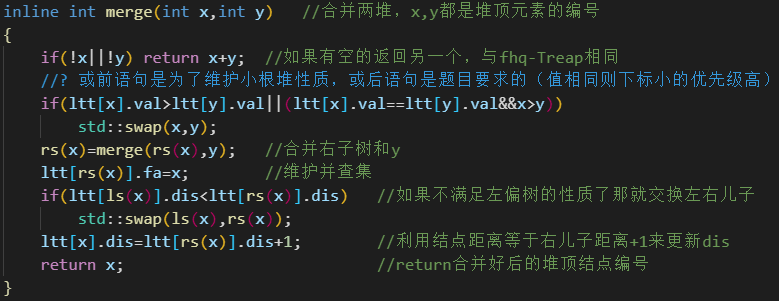 inline int merge(int x,int y)   //合并两堆，x,y都是堆顶元素的编号
{
    if(!x||!y) return x+y;  //如果有空的返回另一个，与fhq-Treap相同
    //? 或前语句是为了维护小根堆性质，或后语句是题目要求的（值相同则下标小的优先级高）
    if(ltt[x].val>ltt[y].val||(ltt[x].val==ltt[y].val&&x>y))
        std::swap(x,y);
    rs(x)=merge(rs(x),y);   //合并右子树和y
    ltt[rs(x)].fa=x;        //维护并查集
    if(ltt[ls(x)].dis<ltt[rs(x)].dis)   //如果不满足左偏树的性质了那就交换左右儿子
        std::swap(ls(x),rs(x));
    ltt[x].dis=ltt[rs(x)].dis+1;        //利用结点距离等于右儿子距离+1来更新dis
    return x;                           //return合并好后的堆顶结点编号
}